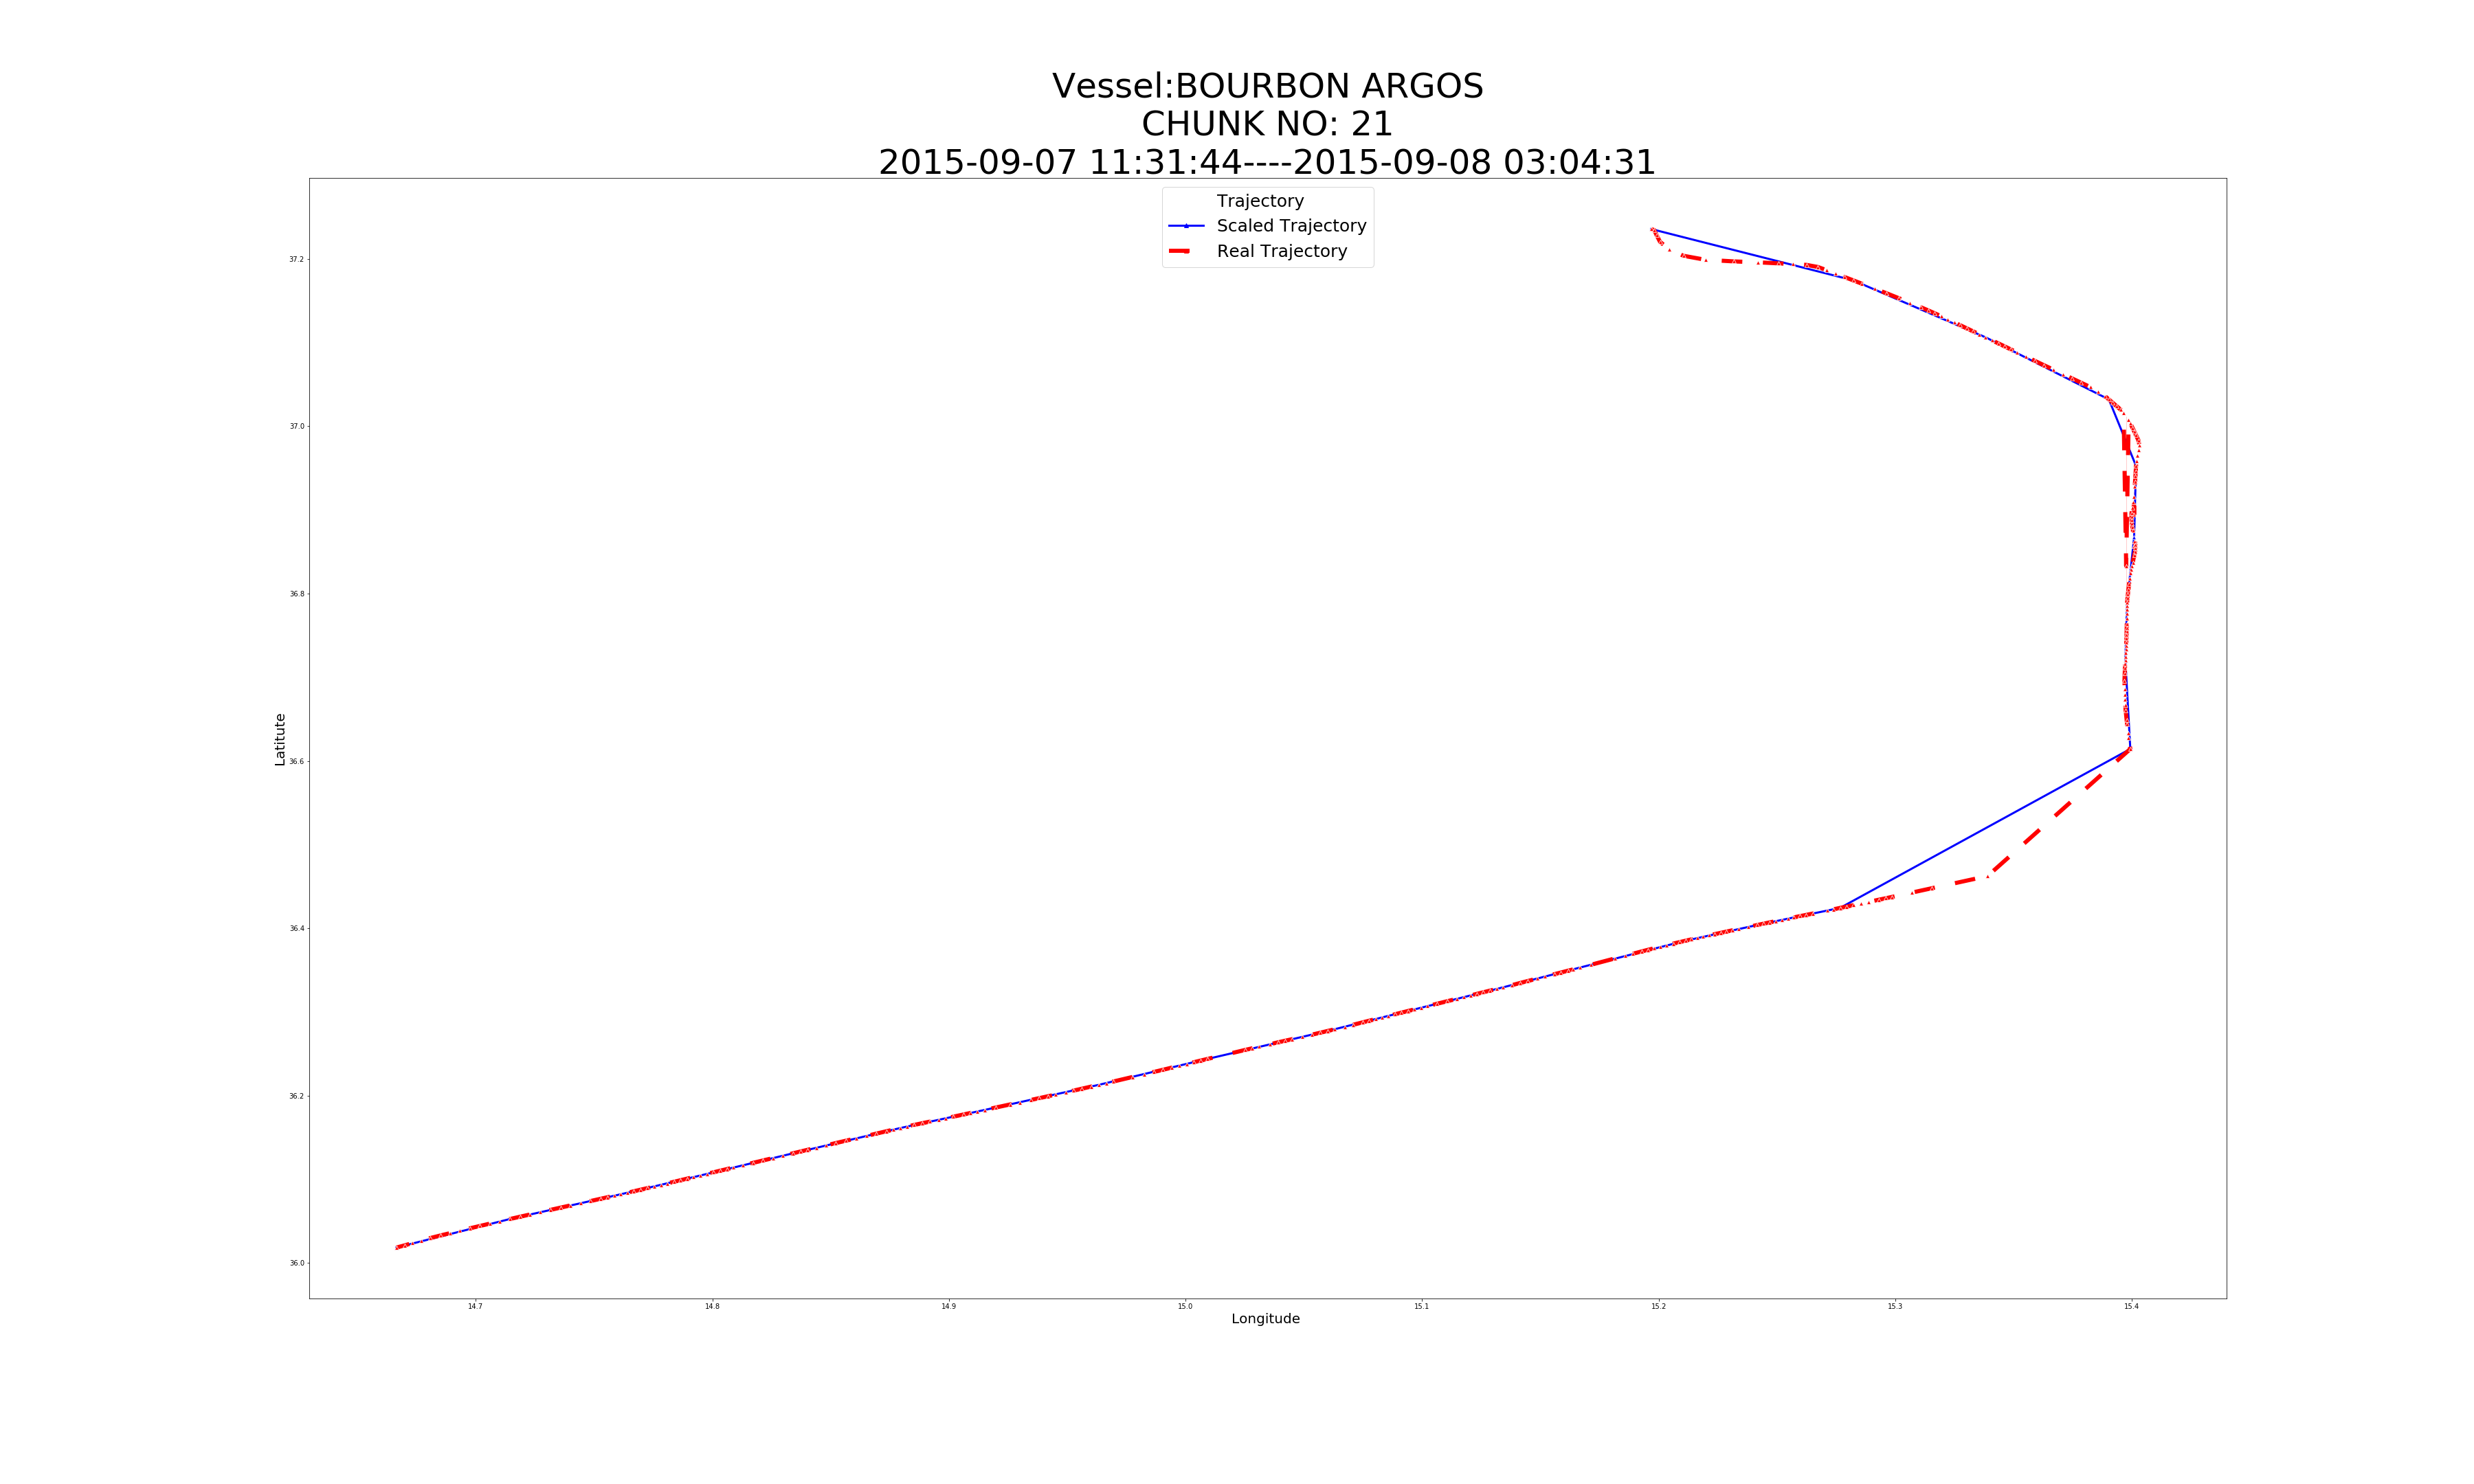 Vessel:BOURBON ARGOS
CHUNK NO: 21
2015-09-07 11:31:44----2015-09-08 03:04:31
Trajectory
Scaled Trajectory
Real Trajectory
37.2
37.0
36.8
36.6
36.4
36.2
36.0
Latitute
14.7 14.8 14.9 15.0 15.1 15.2 15.3 15.4
Longitude